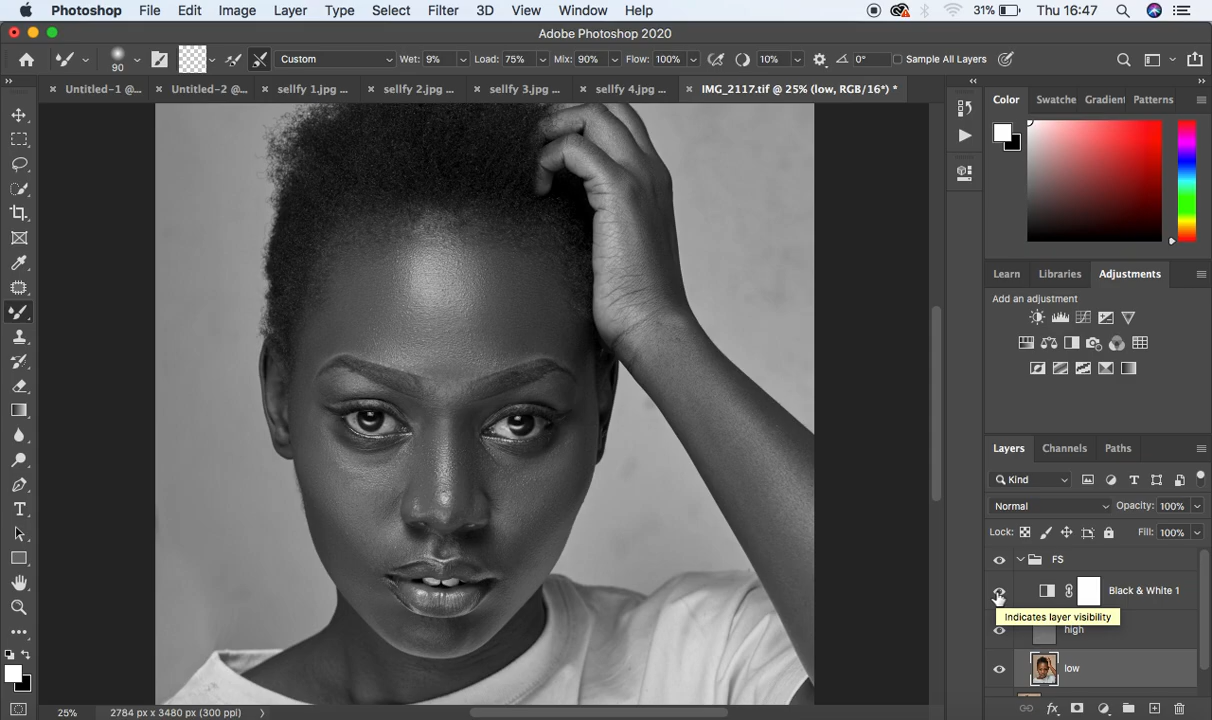 Photoshop File Edit Image Layer Type Select Filter 3D View Window Help 31% Thu 16:47
Adobe Photoshop 2020
90 Custom Wet: 9% Load: 75% Mix: 90% Flow: 100% 10% 0° Sample All Layers
Untitled-1 @... Untitled-2 @... sellfy 1.jpg ... sellfy 2.jpg ... sellfy 3.jpg ... sellfy 4.jpg ... IMG_2117.tif @ 25% (low, RGB/16*) *
Color Swatche Gradient Patterns
Learn Libraries Adjustments
Add an adjustment
Layers Channels Paths
Kind
Normal Opacity: 100%
Lock: Fill: 100%
FS
Black & White 1
Indicates layer visibility
high
low
25% 2784 px x 3480 px (300 ppi)